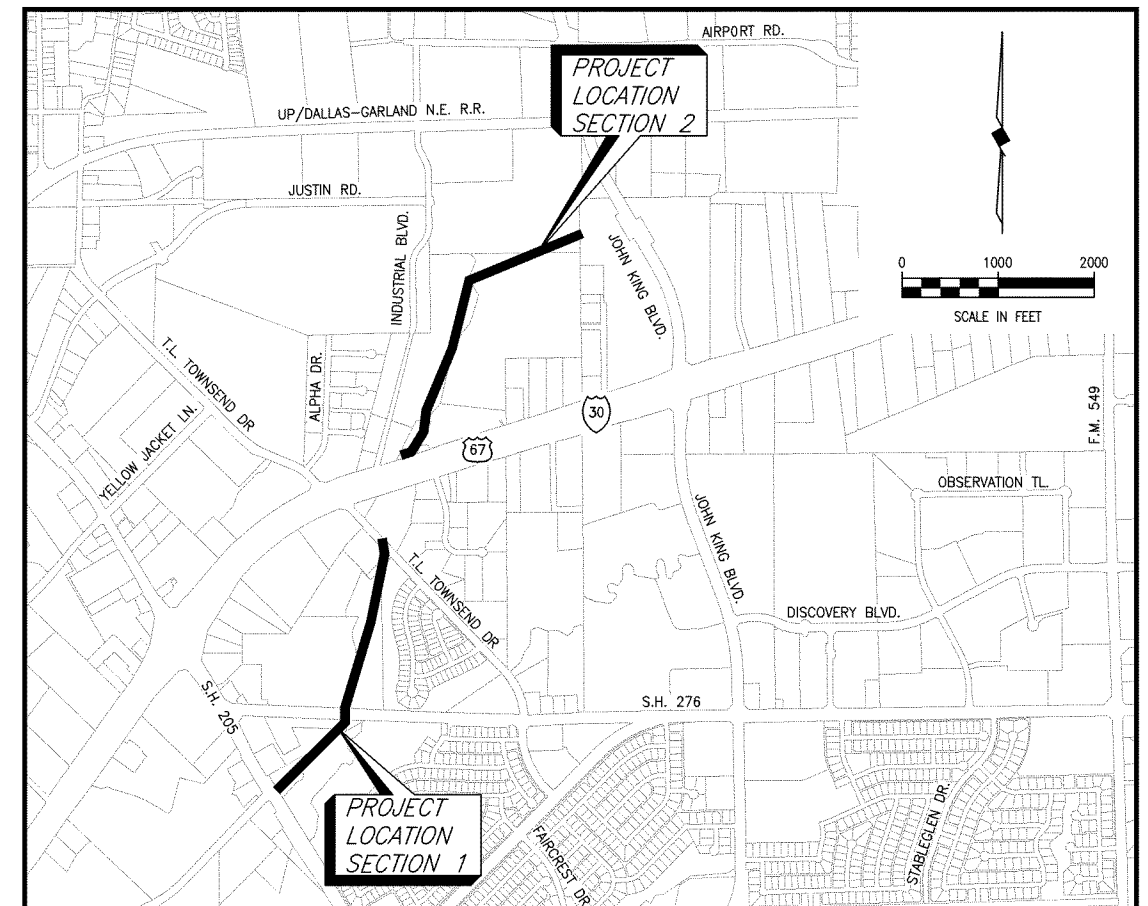 AIRPORT RD.
PROJECT
LOCATION
SECTION 2
UP/DALLAS-GARLAND N.E. R.R.
JUSTIN RD.
INDUSTRIAL BLVD.
JOHN KING BLVD.
0 1000 2000
SCALE IN FEET
T.L. TOWNSEND DR
ALPHA DR.
YELLOW JACKET LN.
30
67
F.M. 549
OBSERVATION TL.
JOHN KING BLVD.
T.L. TOWNSEND DR
DISCOVERY BLVD.
S.H. 205
S.H. 276
PROJECT
LOCATION
SECTION 1
FAIRCREST DR
STABLEGLEN DR.